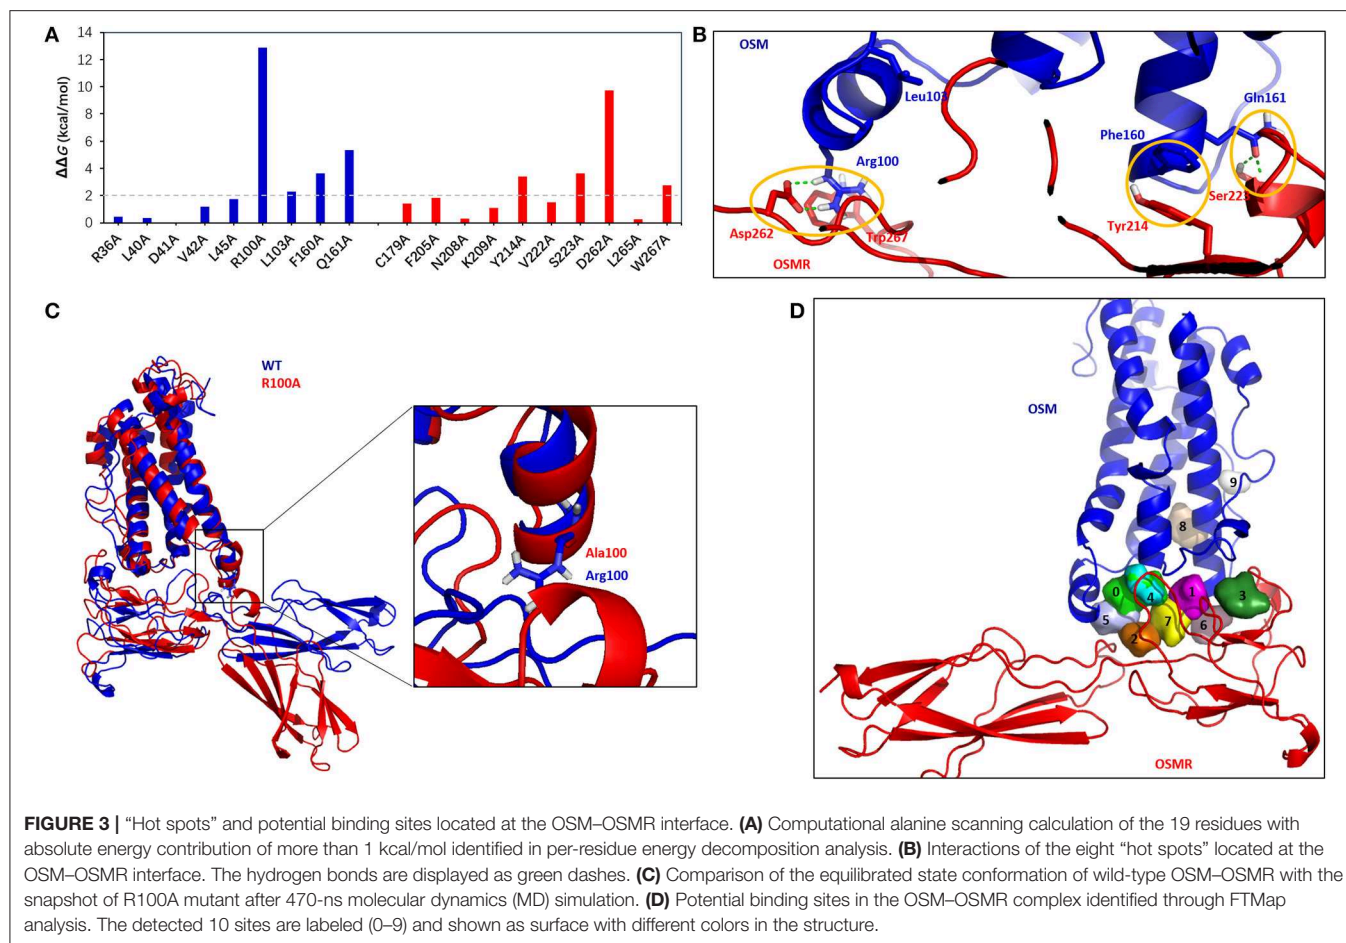 A
ΔΔG (kcal/mol)
14
12
10
8
6
4
2
2
0
R36A
L40A
D41A
V42A
L45A
R100A
L103A
F160A
Q161A
C179A
F205A
N208A
K209A
Y214A
V222A
S223A
D262A
L265A
W267A
B
OSM
Leu103
Gln161
Phe160
Arg100
Ser223
Tyr214
Asp262
Trp267
OSMR
C
WT
R100A
Ala100
Arg100
D
OSM
9
8
0
4
1
3
5
7
6
2
OSMR
FIGURE 3 | “Hot spots” and potential binding sites located at the OSM–OSMR interface. (A) Computational alanine scanning calculation of the 19 residues with
absolute energy contribution of more than 1 kcal/mol identified in per-residue energy decomposition analysis. (B) Interactions of the eight “hot spots” located at the
OSM–OSMR interface. The hydrogen bonds are displayed as green dashes. (C) Comparison of the equilibrated state conformation of wild-type OSM–OSMR with the
snapshot of R100A mutant after 470-ns molecular dynamics (MD) simulation. (D) Potential binding sites in the OSM–OSMR complex identified through FTMap
analysis. The detected 10 sites are labeled (0–9) and shown as surface with different colors in the structure.